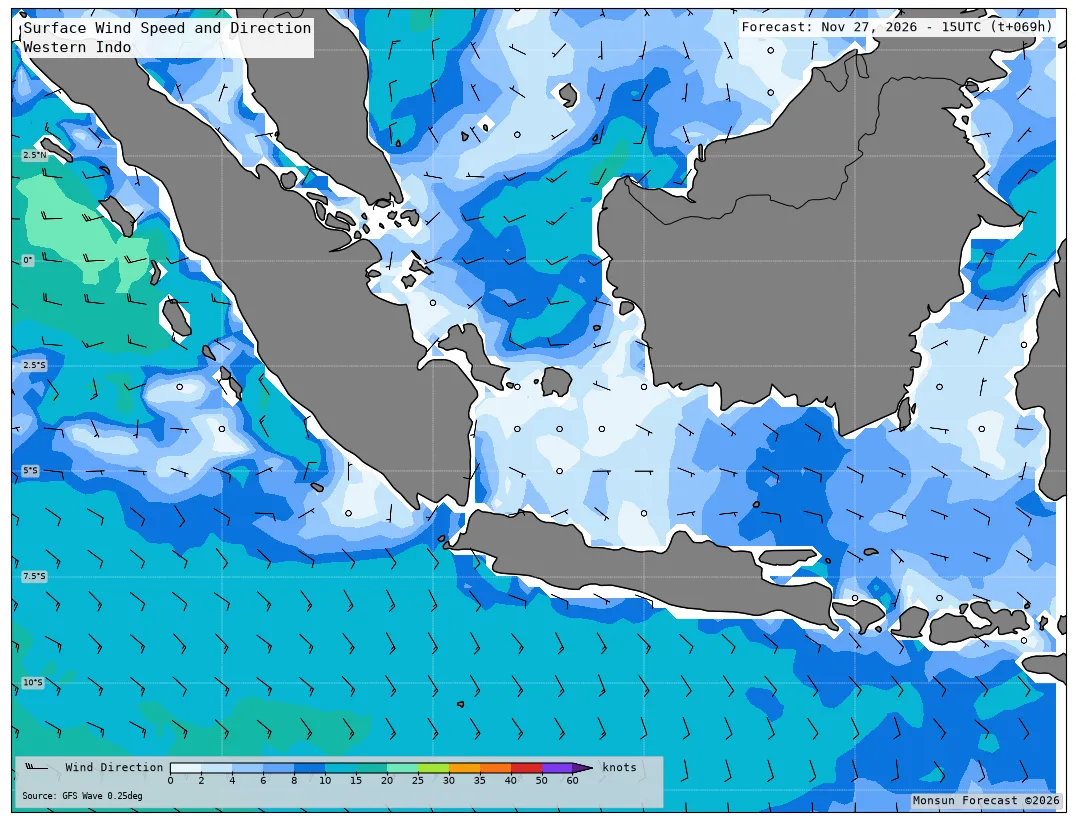 Surface Wind Speed and Direction
Western Indo
Forecast: Nov 27, 2026 - 15UTC (t+069h)
2.5°N
0°
2.5°S
5°S
7.5°S
10°S
Wind Direction
0 2 4 6 8 10 15 20 25 30 35 40 45 50 60
knots
Source: GFS Wave 0.25deg
Monsun Forecast ©2026